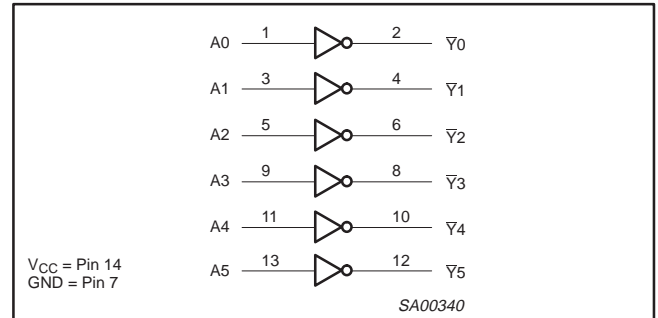 A0 1 2 Y̅0
A1 3 4 Y̅1
A2 5 6 Y̅2
A3 9 8 Y̅3
A4 11 10 Y̅4
A5 13 12 Y̅5
VCC = Pin 14
GND = Pin 7
SA00340